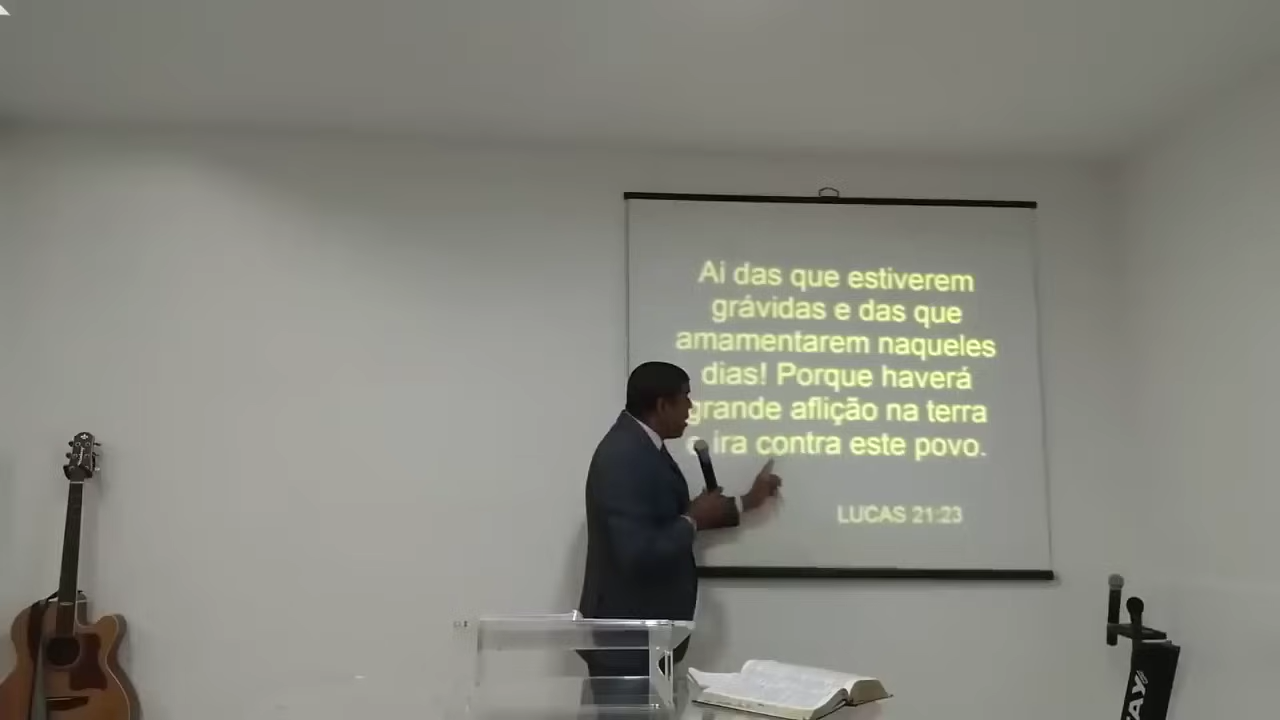 Ai das que estiverem
grávidas e das que
amamentarem naqueles
dias! Porque haverá
grande aflição na terra
e ira contra este povo.
LUCAS 21:23